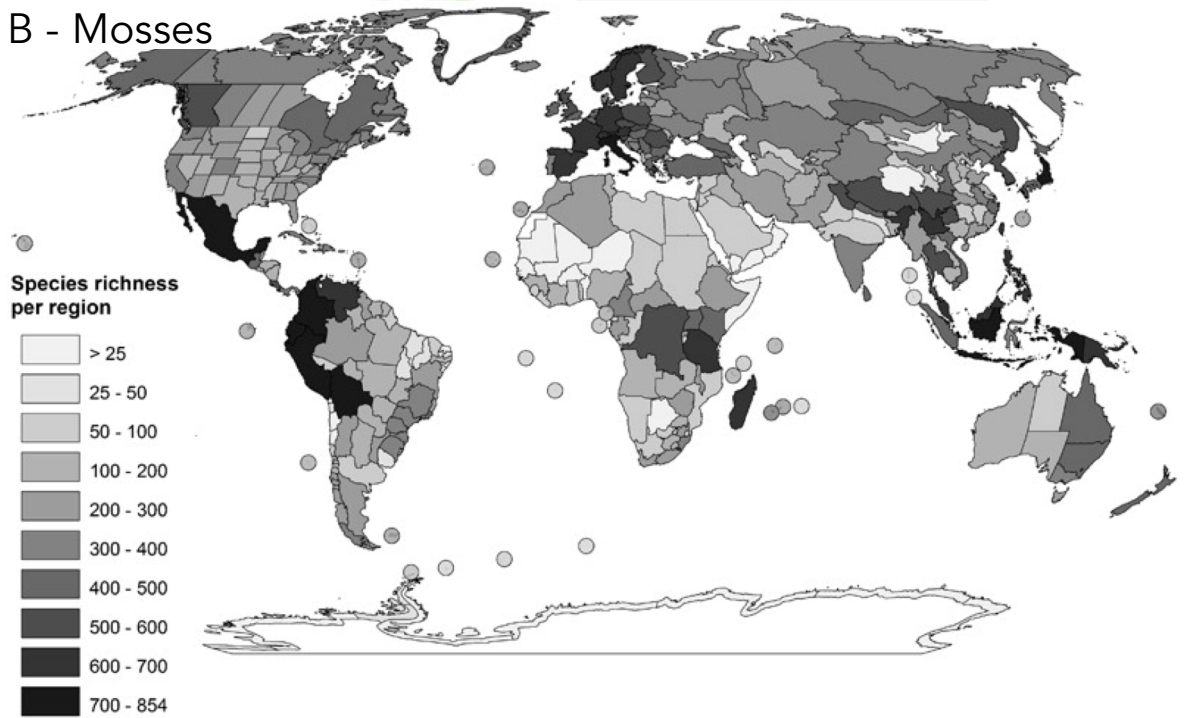 B - Mosses
Species richness
per region
> 25
25 - 50
50 - 100
100 - 200
200 - 300
300 - 400
400 - 500
500 - 600
600 - 700
700 - 854